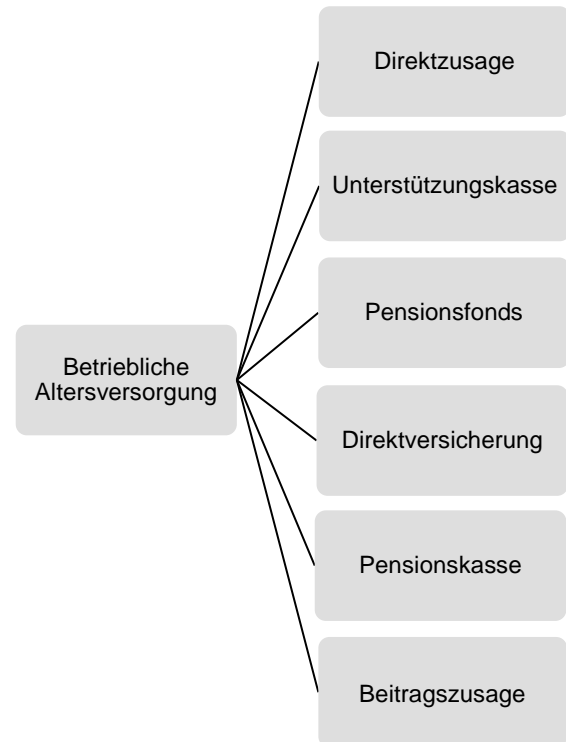 Direktzusage
Unterstützungskasse
Pensionsfonds
Betriebliche
Altersversorgung
Direktversicherung
Pensionskasse
Beitragszusage